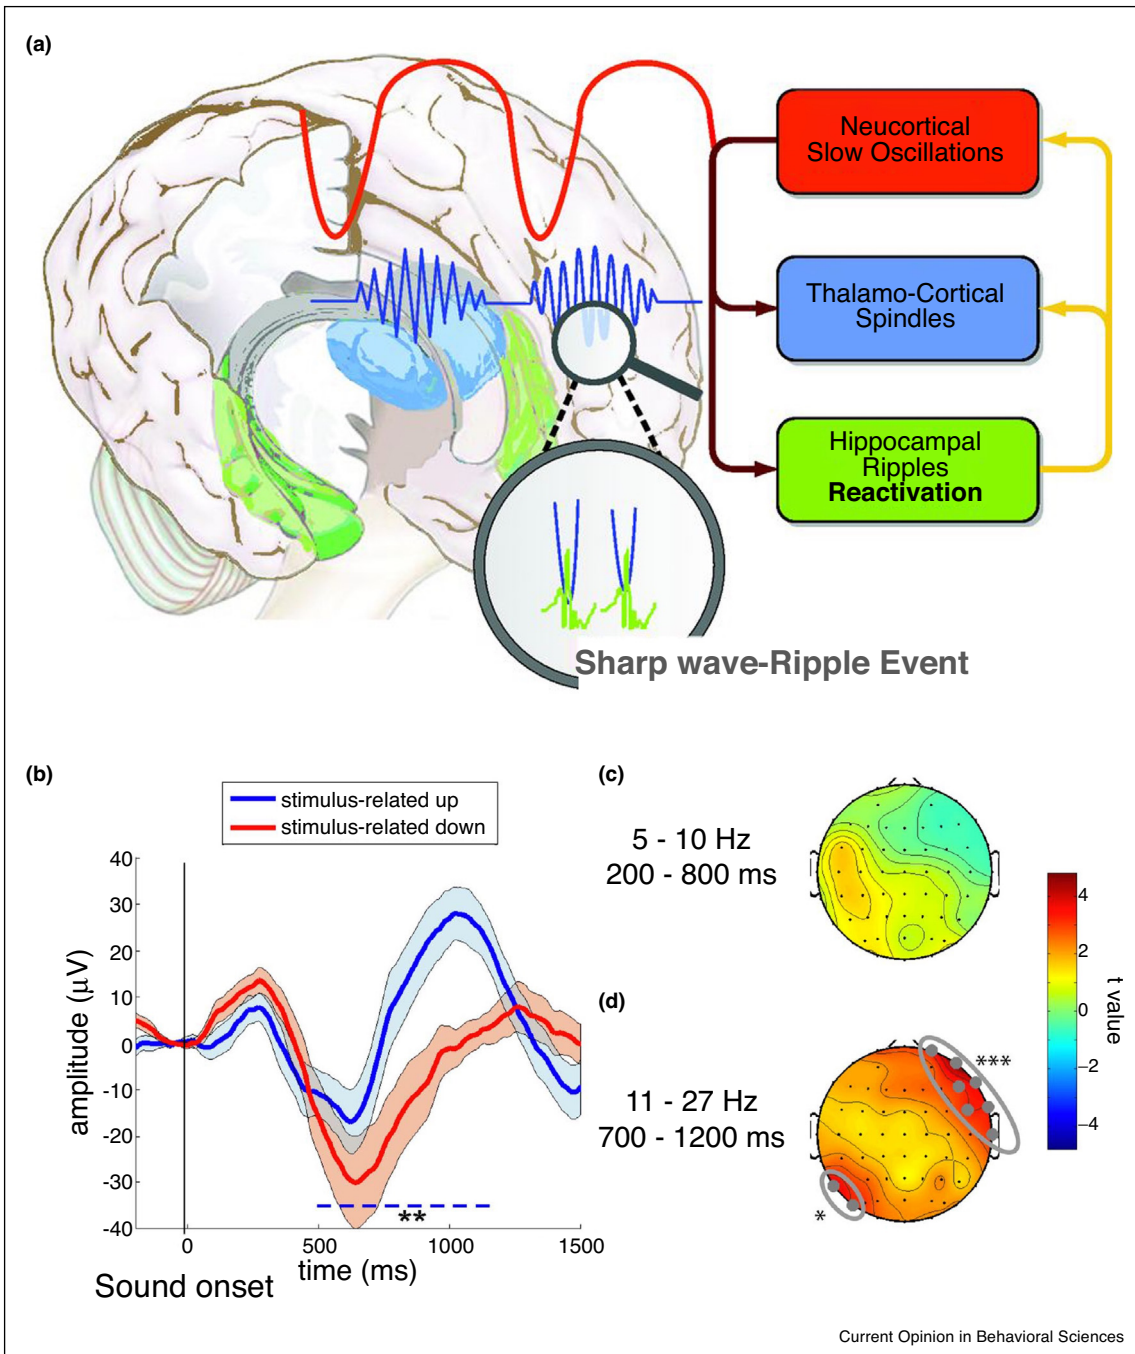 (a)
Neucortical
Slow Oscillations
Thalamo-Cortical
Spindles
Hippocampal
Ripples
Reactivation
Sharp wave-Ripple Event
(b)
stimulus-related up
stimulus-related down
40
30
20
10
0
-10
-20
-30
-40
amplitude (μV)
**
0
500
1000
1500
time (ms)
Sound onset
(c)
5 - 10 Hz
200 - 800 ms
(d)
11 - 27 Hz
700 - 1200 ms
***
*
4
2
0
−2
−4
t value
Current Opinion in Behavioral Sciences